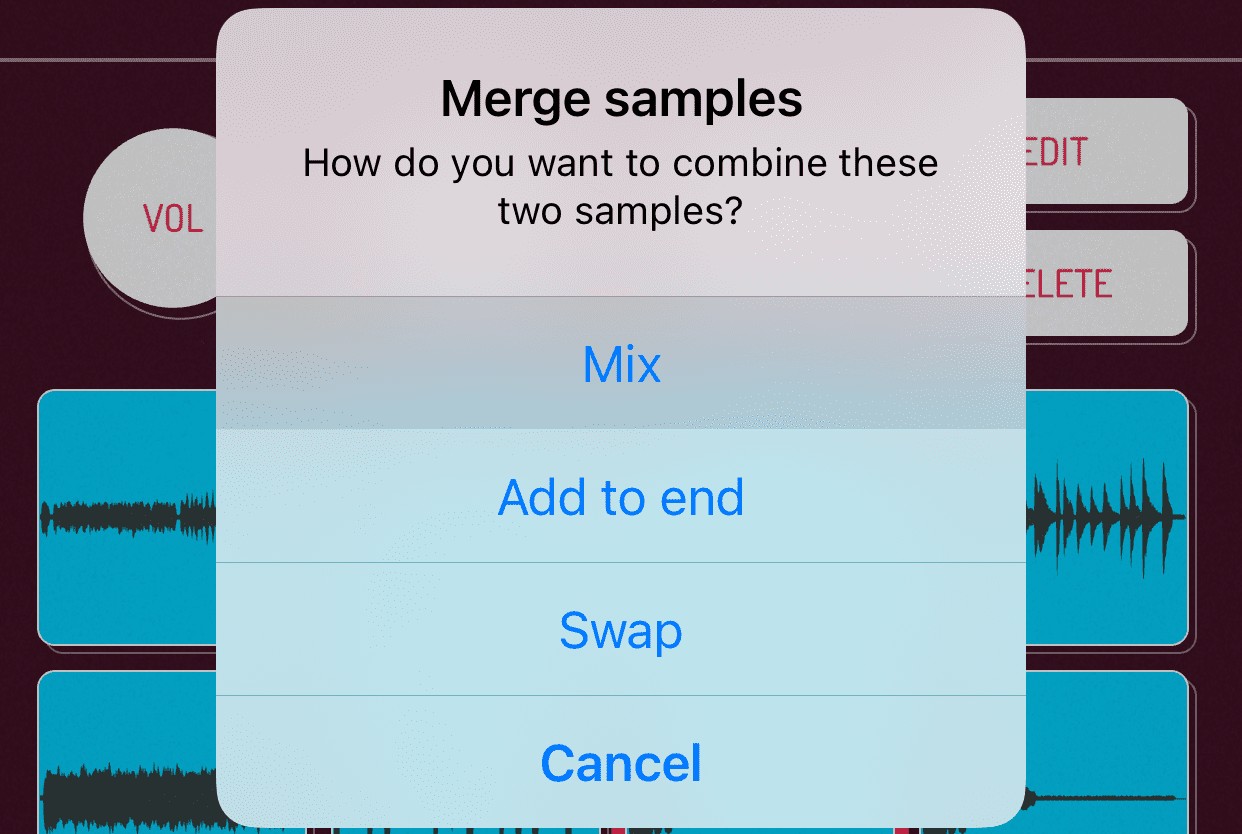 Merge samples
How do you want to combine these
two samples?
VOL
EDIT
ELETE
Mix
Add to end
Swap
Cancel